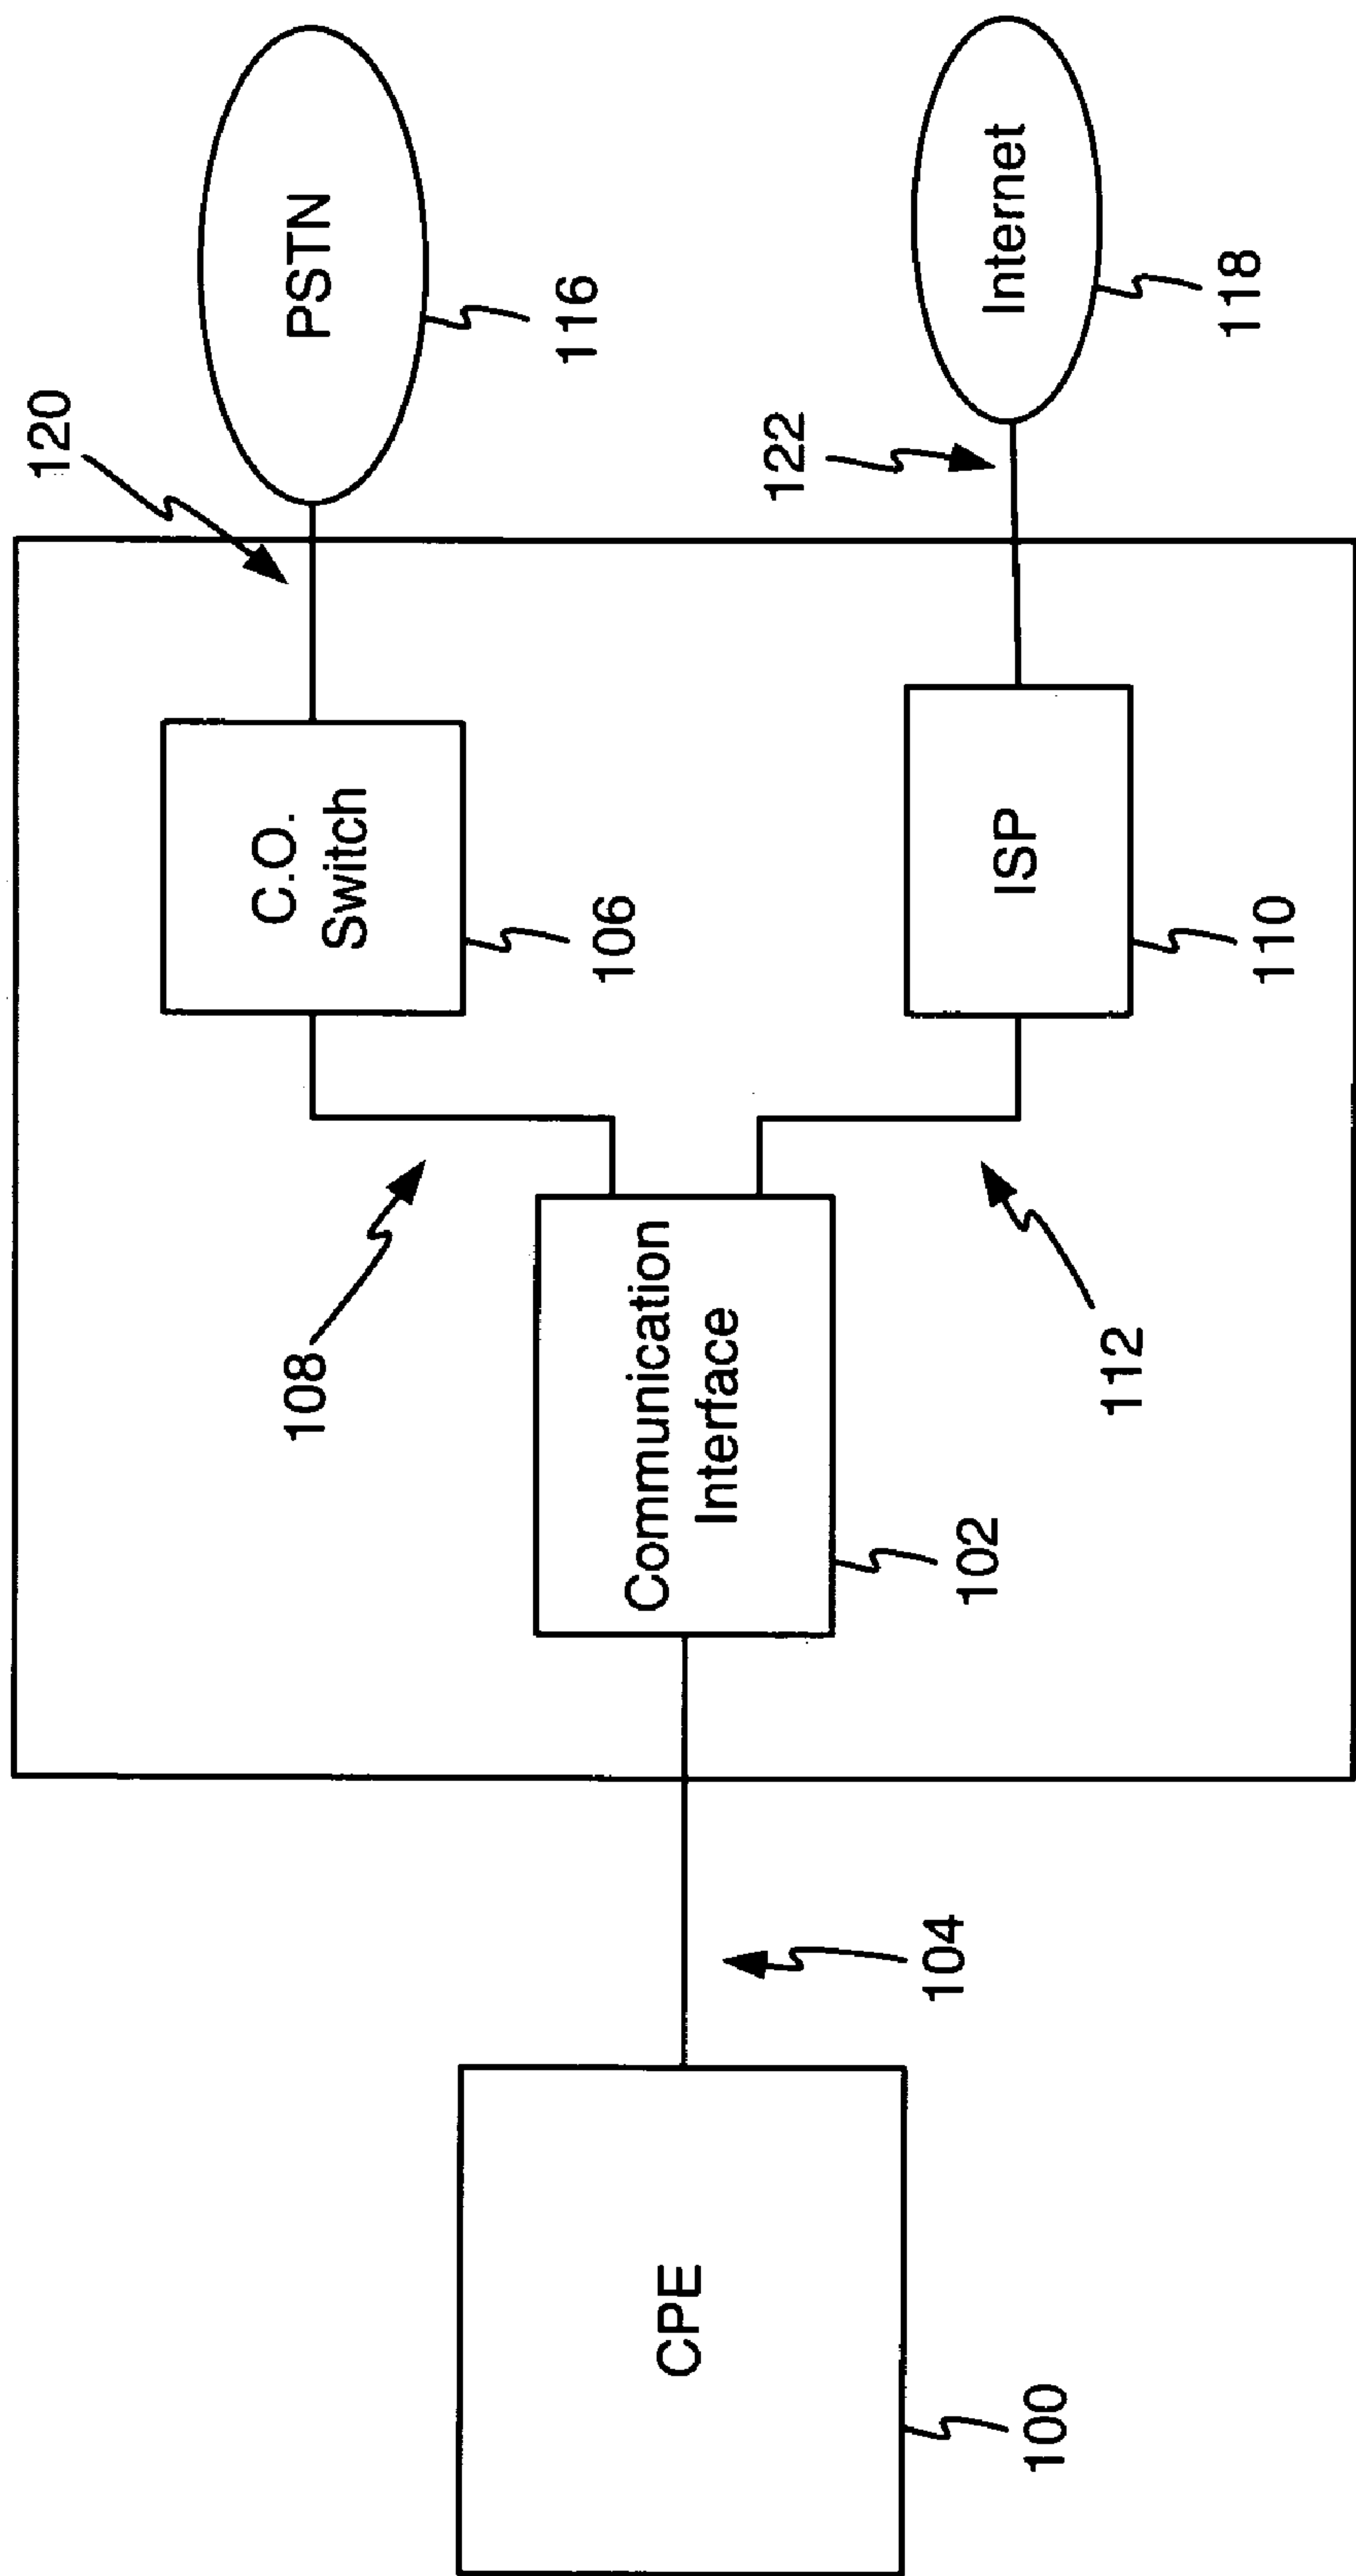 120
PSTN
116
C.O.
Switch
106
108
Communication
Interface
102
104
CPE
100
122
Internet
118
ISP
110
112